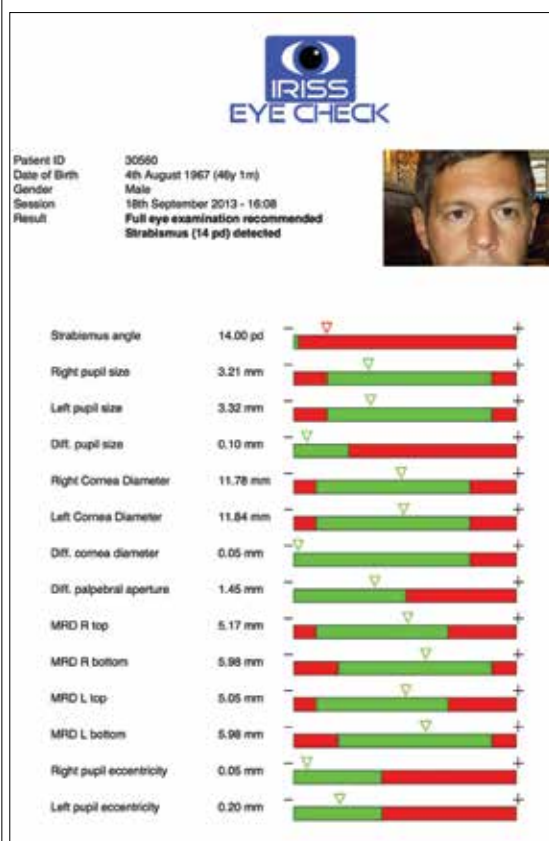 IRISS
EYE CHECK
Patient ID 30560
Date of Birth 4th August 1967 (46y 1m)
Gender Male
Session 18th September 2013 - 16:08
Result Full eye examination recommended
Strabismus (14 pd) detected
Strabismus angle 14.00 pd − +
Right pupil size 3.21 mm − +
Left pupil size 3.32 mm − +
Diff. pupil size 0.10 mm − +
Right Cornea Diameter 11.78 mm − +
Left Cornea Diameter 11.84 mm − +
Diff. cornea diameter 0.05 mm − +
Diff. palpebral aperture 1.45 mm − +
MRD R top 5.17 mm − +
MRD R bottom 5.98 mm − +
MRD L top 5.05 mm − +
MRD L bottom 5.98 mm − +
Right pupil eccentricity 0.05 mm − +
Left pupil eccentricity 0.20 mm − +